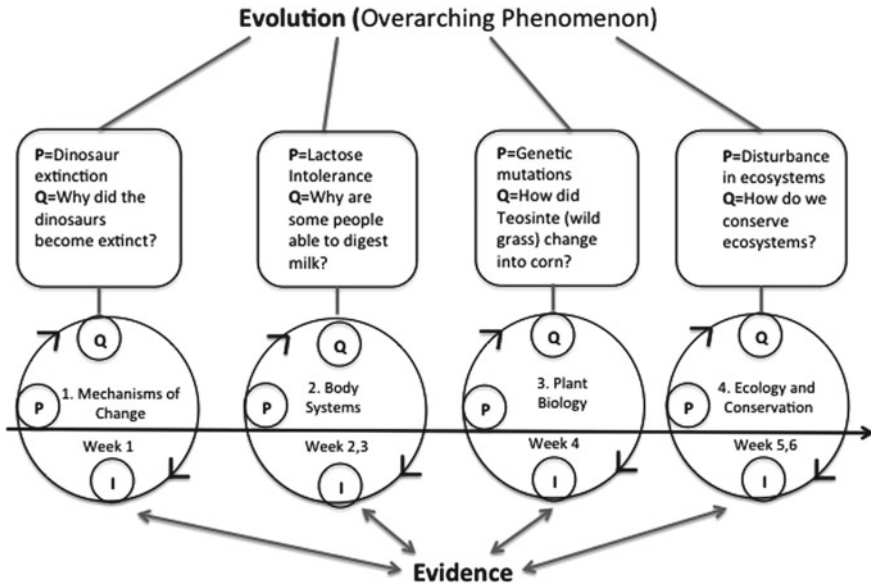 Evolution (Overarching Phenomenon)
P=Dinosaur
extinction
Q=Why did the
dinosaurs
become extinct?
P=Lactose
Intolerance
Q=Why are
some people
able to digest
milk?
P=Genetic
mutations
Q=How did
Teosinte (wild
grass) change
into corn?
P=Disturbance
in ecosystems
Q=How do we
conserve
ecosystems?
Q
P
1. Mechanisms of
Change
Week 1
I
Q
P
2. Body
Systems
Week 2,3
I
Q
P
3. Plant
Biology
Week 4
I
Q
P
4. Ecology and
Conservation
Week 5,6
I
Evidence